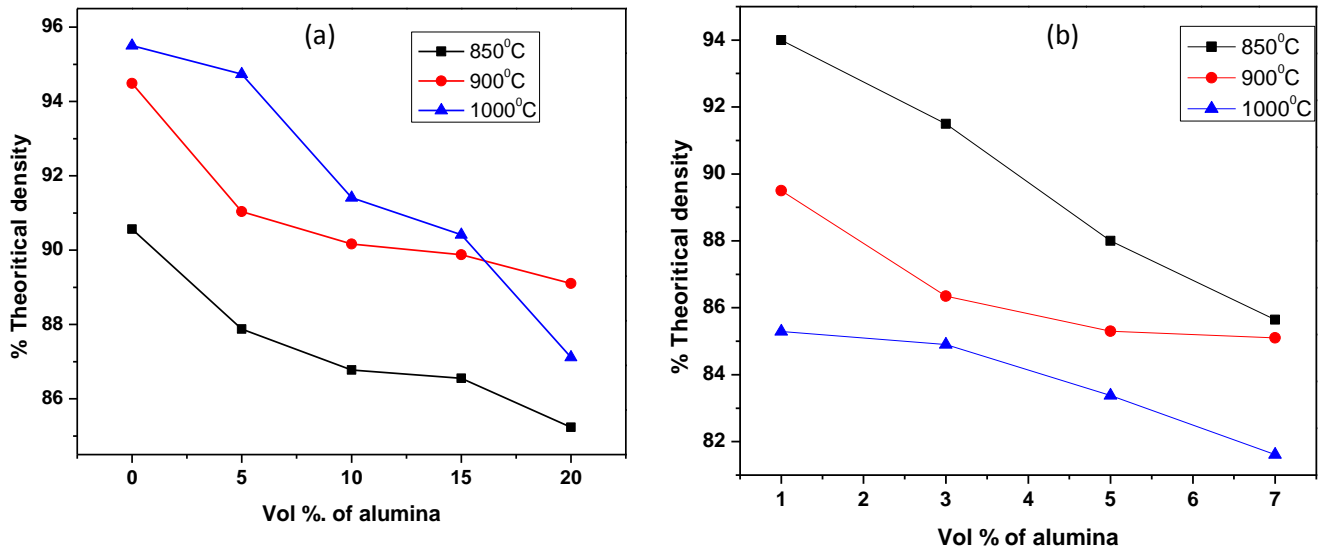 (a)
850⁰C
900⁰C
1000⁰C
96
94
92
90
88
86
% Theoritical density
0 5 10 15 20
Vol %. of alumina
(b)
850⁰C
900⁰C
1000⁰C
94
92
90
88
86
84
82
% Theoritical density
1 2 3 4 5 6 7
Vol % of alumina